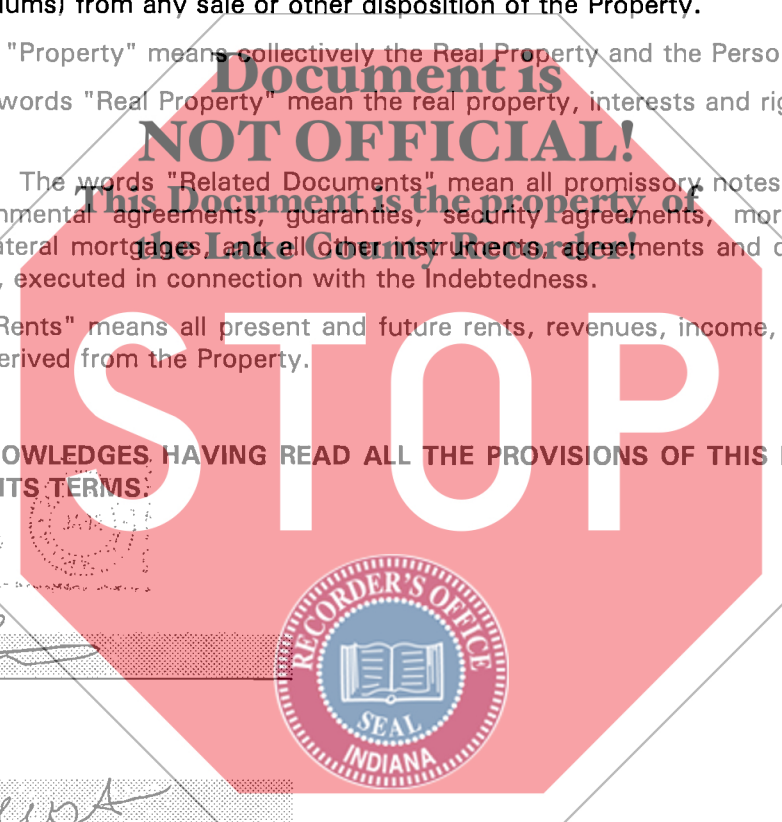 ums) from any sale or other disposition of the Property.
"Property" means collectively the Real Property and the Perso
Document is
words "Real Property" mean the real property, interests and rig
NOT OFFICIAL!
The words "Related Documents" mean all promissory notes
This Document is the property of
nmental agreements, guaranties, security agreements, mor
the Lake County Recorder!
ateral mortgages, and all other instruments, agreements and d
, executed in connection with the Indebtedness.
Rents" means all present and future rents, revenues, income,
erived from the Property.
STOP
OWLEDGES HAVING READ ALL THE PROVISIONS OF THIS
ITS TERMS.
RECORDER'S OFFICE
SEAL
INDIANA